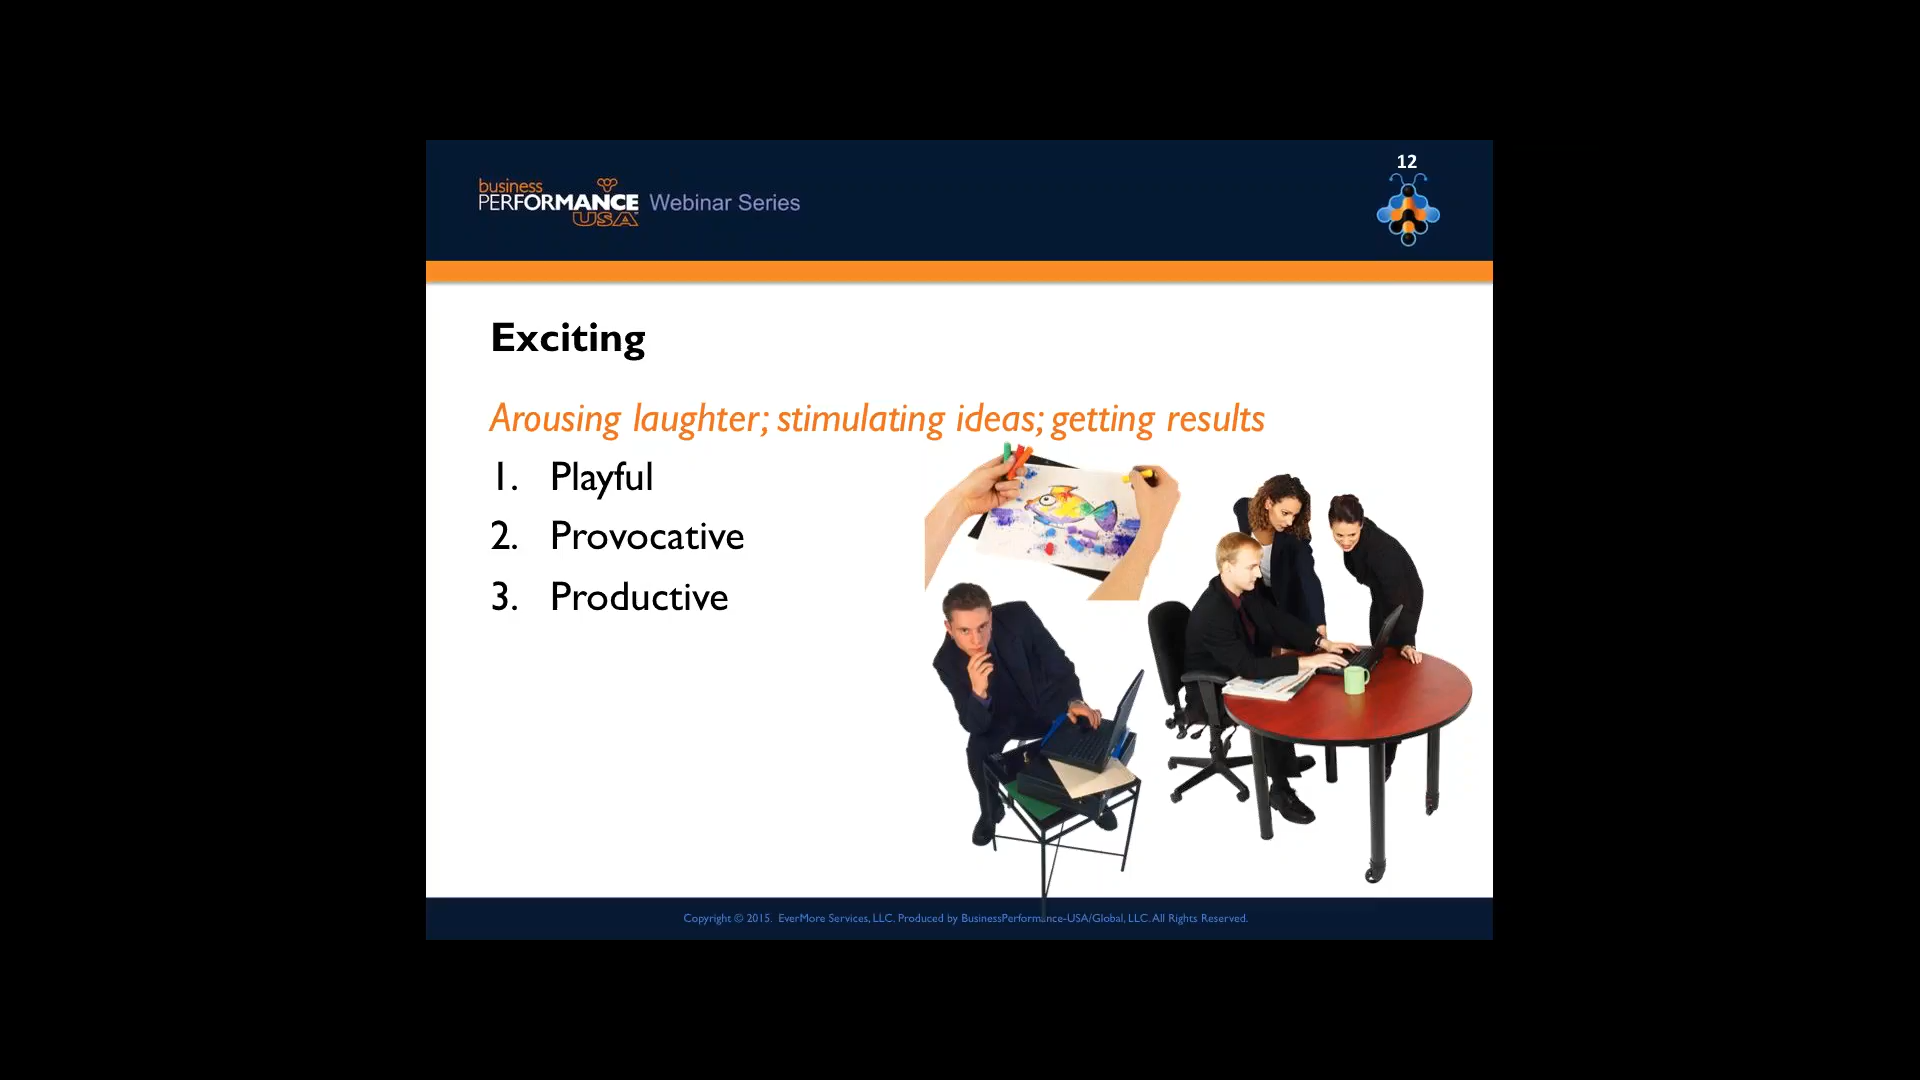 12
business
PERFORMANCE Webinar Series
USA
Exciting
Arousing laughter; stimulating ideas; getting results
1. Playful
2. Provocative
3. Productive
Copyright © 2015. EverMore Services, LLC. Produced by BusinessPerformance-USA/Global, LLC. All Rights Reserved.